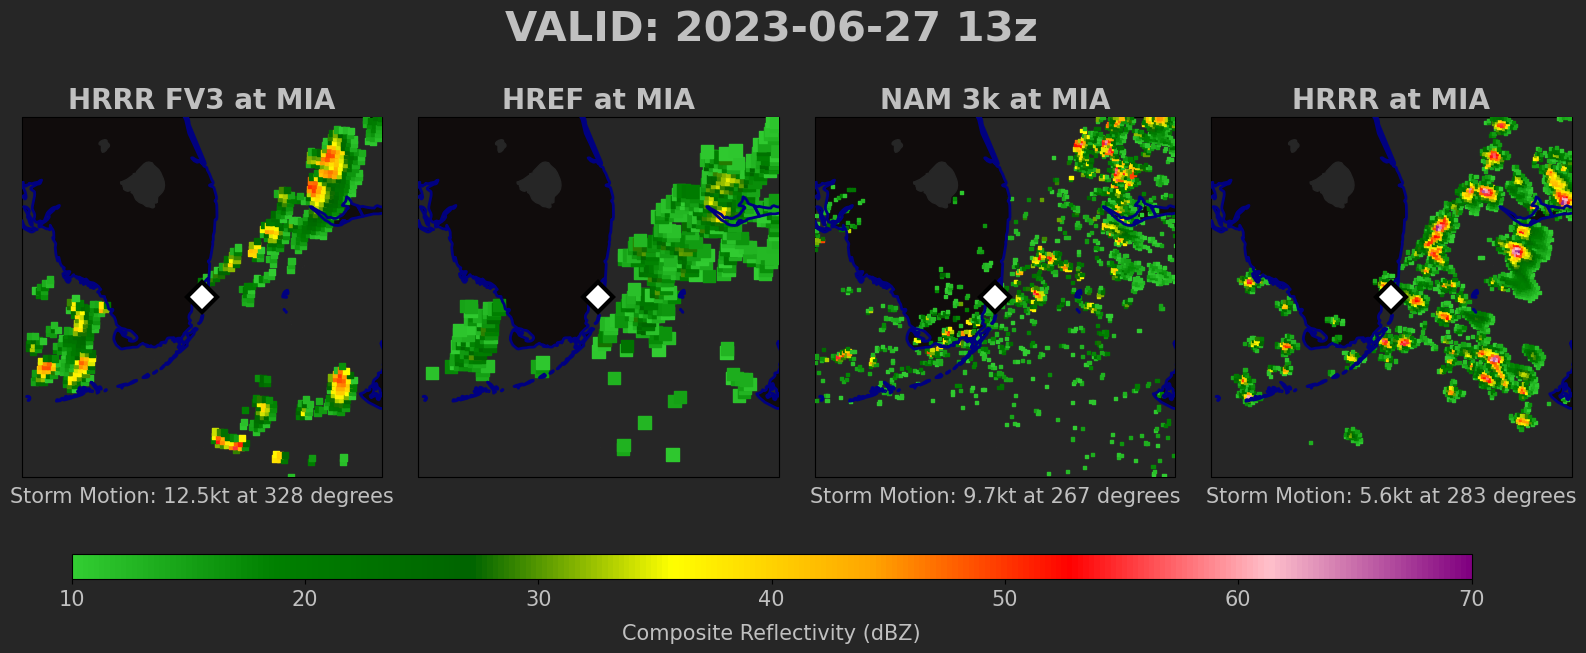 VALID: 2023-06-27 13z
HRRR FV3 at MIA
HREF at MIA
NAM 3k at MIA
HRRR at MIA
Storm Motion: 12.5kt at 328 degrees
Storm Motion: 9.7kt at 267 degrees
Storm Motion: 5.6kt at 283 degrees
10 20 30 40 50 60 70
Composite Reflectivity (dBZ)